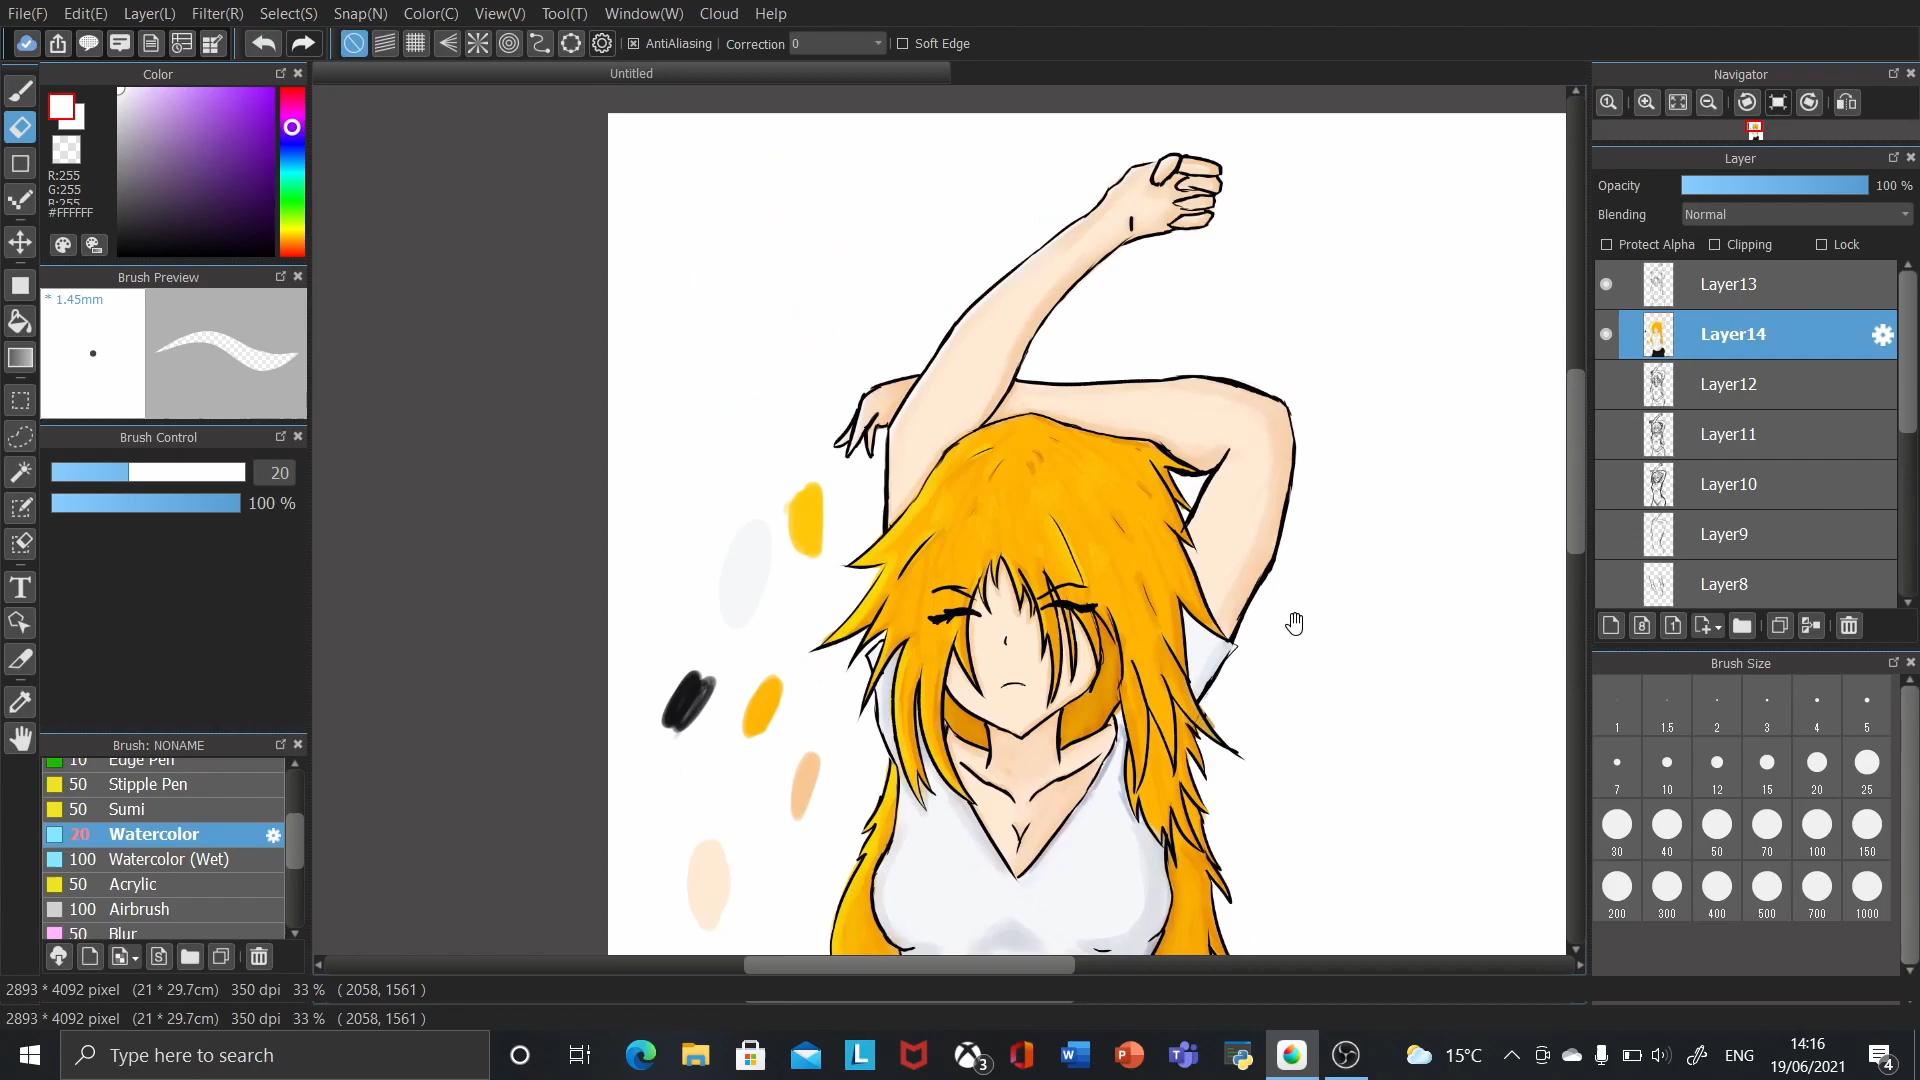 File(F) Edit(E) Layer(L) Filter(R) Select(S) Snap(N) Color(C) View(V) Tool(T) Window(W) Cloud Help
AntiAliasing Correction 0 Soft Edge
Color
Untitled
Navigator
R:255
G:255
B:255
#FFFFFF
Brush Preview
* 1.45mm
Brush Control
20
100 %
Layer
Opacity 100 %
Blending Normal
Protect Alpha Clipping Lock
Layer13
Layer14
Layer12
Layer11
Layer10
Layer9
Layer8
Brush Size
1 1.5 2 3 4 5
7 10 12 15 20 25
30 40 50 70 100 150
200 300 400 500 700 1000
Brush: NONAME
10 Edge Pen
50 Stipple Pen
50 Sumi
20 Watercolor
100 Watercolor (Wet)
50 Acrylic
100 Airbrush
50 Blur
2893 * 4092 pixel (21 * 29.7cm) 350 dpi 33 % ( 2058, 1561 )
2893 * 4092 pixel (21 * 29.7cm) 350 dpi 33 % ( 2058, 1561 )
Type here to search
3
15°C
ENG
14:16
19/06/2021
4